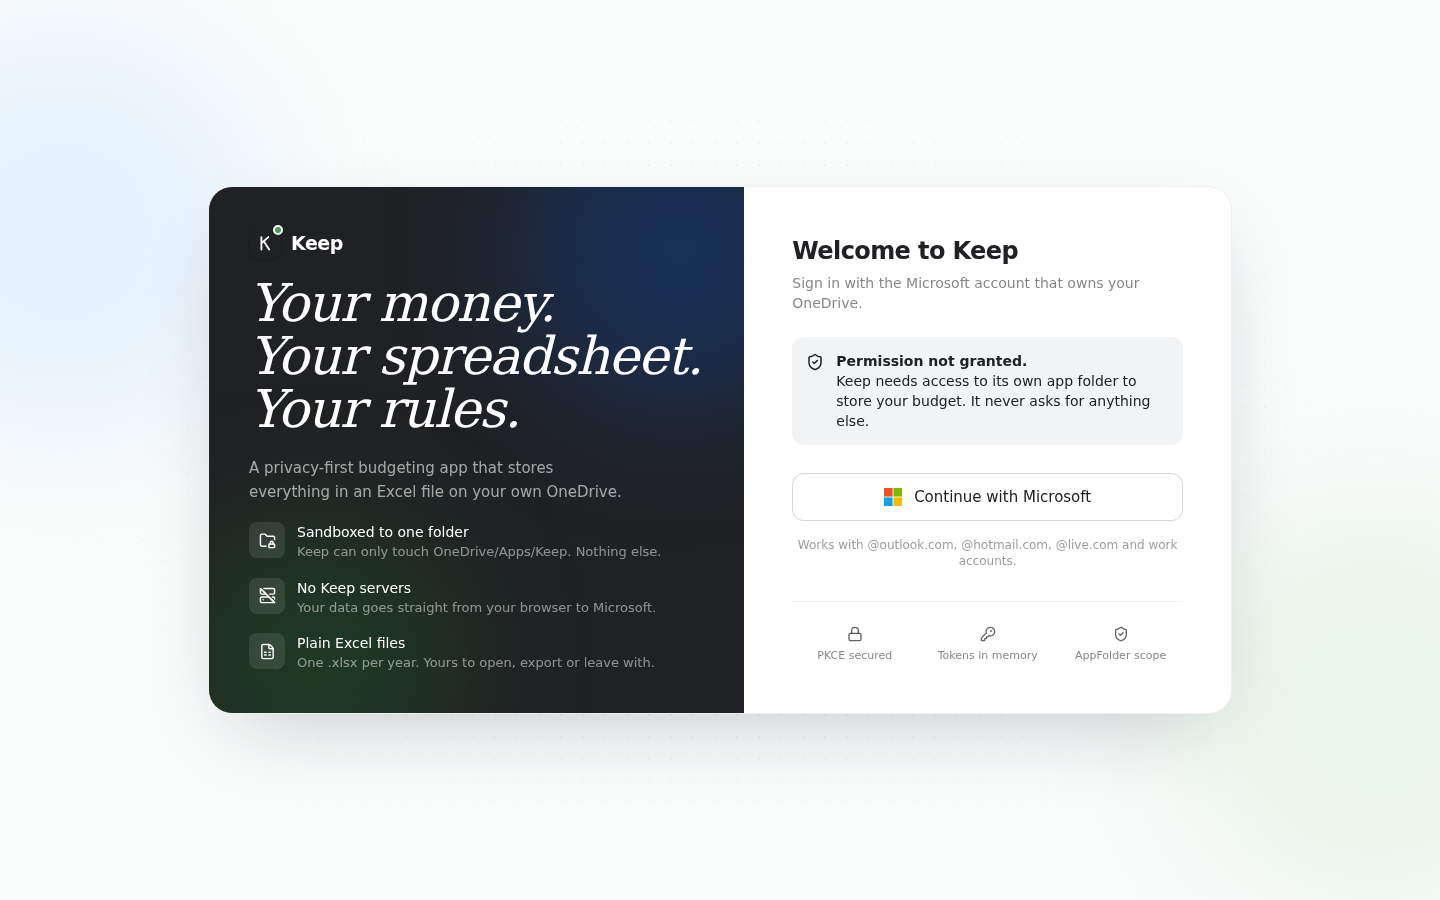 Keep
Your money.
Your spreadsheet.
Your rules.
A privacy-first budgeting app that stores
everything in an Excel file on your own OneDrive.
Sandboxed to one folder
Keep can only touch OneDrive/Apps/Keep. Nothing else.
No Keep servers
Your data goes straight from your browser to Microsoft.
Plain Excel files
One .xlsx per year. Yours to open, export or leave with.
Welcome to Keep
Sign in with the Microsoft account that owns your
OneDrive.
Permission not granted.
Keep needs access to its own app folder to
store your budget. It never asks for anything
else.
Continue with Microsoft
Works with @outlook.com, @hotmail.com, @live.com and work
accounts.
PKCE secured
Tokens in memory
AppFolder scope